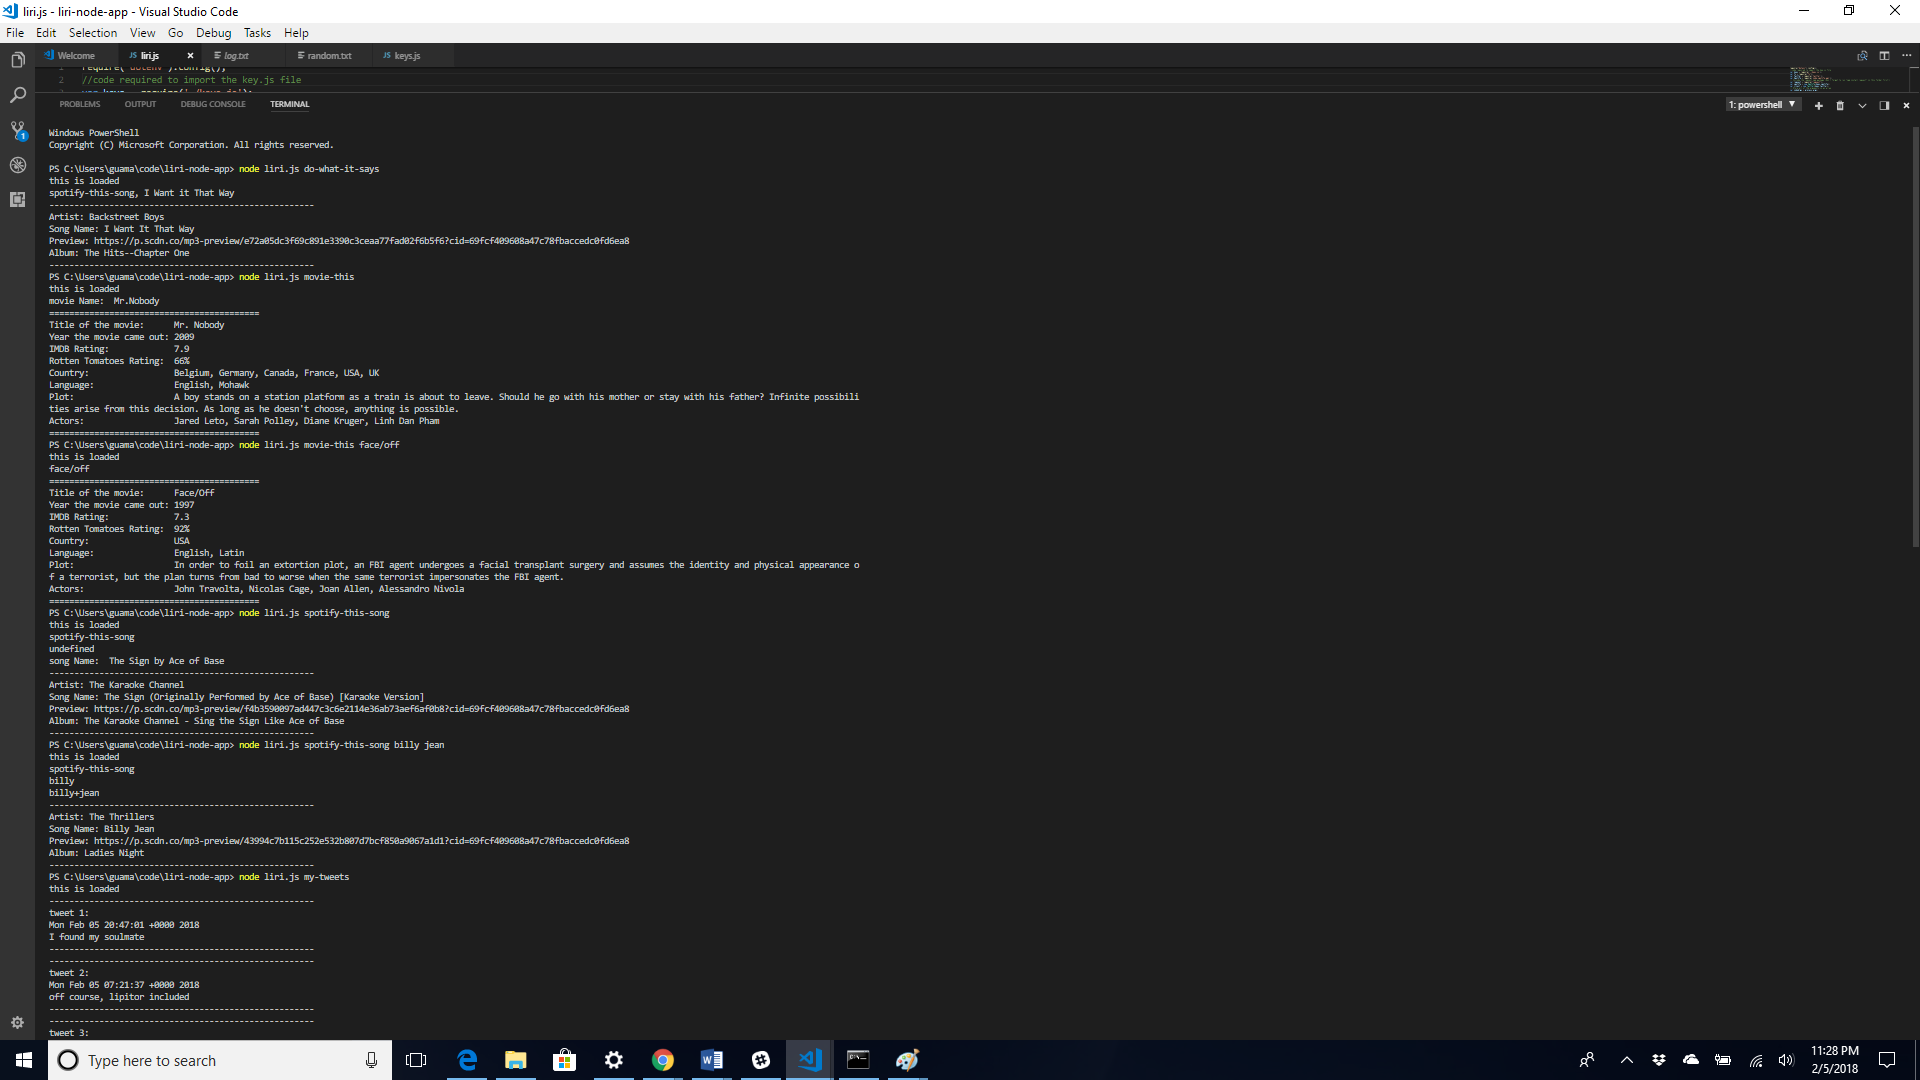 liri.js - liri-node-app - Visual Studio Code
File Edit Selection View Go Debug Tasks Help
Welcome JS liri.js log.txt random.txt JS keys.js
2 //code required to import the key.js file
PROBLEMS OUTPUT DEBUG CONSOLE TERMINAL 1: powershell
Windows PowerShell
Copyright (C) Microsoft Corporation. All rights reserved.
PS C:\Users\guama\code\liri-node-app> node liri.js do-what-it-says
this is loaded
spotify-this-song, I Want it That Way
-----------------------------------------------------
Artist: Backstreet Boys
Song Name: I Want It That Way
Preview: https://p.scdn.co/mp3-preview/e72a05dc3f69c891e3390c3ceaa77fad02f6b5f6?cid=69fcf409608a47c78fbaccedc0fd6ea8
Album: The Hits--Chapter One
-----------------------------------------------------
PS C:\Users\guama\code\liri-node-app> node liri.js movie-this
this is loaded
movie Name:  Mr.Nobody
==========================================
Title of the movie:      Mr. Nobody
Year the movie came out: 2009
IMDB Rating:             7.9
Rotten Tomatoes Rating:  66%
Country:                 Belgium, Germany, Canada, France, USA, UK
Language:                English, Mohawk
Plot:                    A boy stands on a station platform as a train is about to leave. Should he go with his mother or stay with his father? Infinite possibili
ties arise from this decision. As long as he doesn't choose, anything is possible.
Actors:                  Jared Leto, Sarah Polley, Diane Kruger, Linh Dan Pham
==========================================
PS C:\Users\guama\code\liri-node-app> node liri.js movie-this face/off
this is loaded
face/off
==========================================
Title of the movie:      Face/Off
Year the movie came out: 1997
IMDB Rating:             7.3
Rotten Tomatoes Rating:  92%
Country:                 USA
Language:                English, Latin
Plot:                    In order to foil an extortion plot, an FBI agent undergoes a facial transplant surgery and assumes the identity and physical appearance o
f a terrorist, but the plan turns from bad to worse when the same terrorist impersonates the FBI agent.
Actors:                  John Travolta, Nicolas Cage, Joan Allen, Alessandro Nivola
==========================================
PS C:\Users\guama\code\liri-node-app> node liri.js spotify-this-song
this is loaded
spotify-this-song
undefined
song Name:  The Sign by Ace of Base
-----------------------------------------------------
Artist: The Karaoke Channel
Song Name: The Sign (Originally Performed by Ace of Base) [Karaoke Version]
Preview: https://p.scdn.co/mp3-preview/f4b3590097ad447c3c6e2114e36ab73aef6af0b8?cid=69fcf409608a47c78fbaccedc0fd6ea8
Album: The Karaoke Channel - Sing the Sign Like Ace of Base
-----------------------------------------------------
PS C:\Users\guama\code\liri-node-app> node liri.js spotify-this-song billy jean
this is loaded
spotify-this-song
billy
billy+jean
-----------------------------------------------------
Artist: The Thrillers
Song Name: Billy Jean
Preview: https://p.scdn.co/mp3-preview/43994c7b115c252e532b807d7bcf850a9067a1d1?cid=69fcf409608a47c78fbaccedc0fd6ea8
Album: Ladies Night
-----------------------------------------------------
PS C:\Users\guama\code\liri-node-app> node liri.js my-tweets
this is loaded
-----------------------------------------------------
tweet 1:
Mon Feb 05 20:47:01 +0000 2018
I found my soulmate
-----------------------------------------------------
-----------------------------------------------------
tweet 2:
Mon Feb 05 07:21:37 +0000 2018
off course, lipitor included
-----------------------------------------------------
-----------------------------------------------------
tweet 3:
Type here to search
11:28 PM
2/5/2018